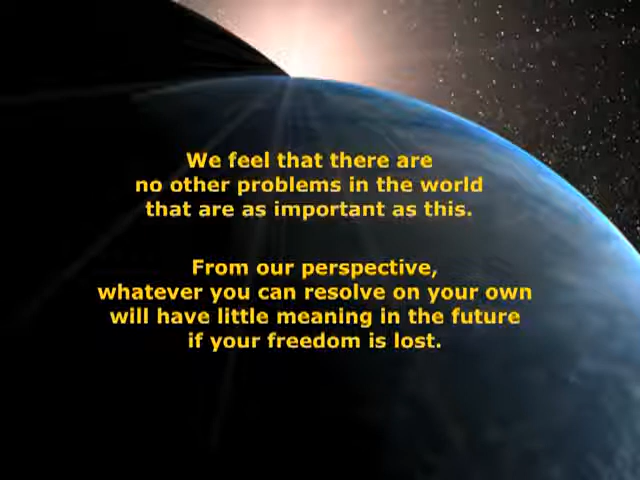 We feel that there are
no other problems in the world
that are as important as this.
From our perspective,
whatever you can resolve on your own
will have little meaning in the future
if your freedom is lost.